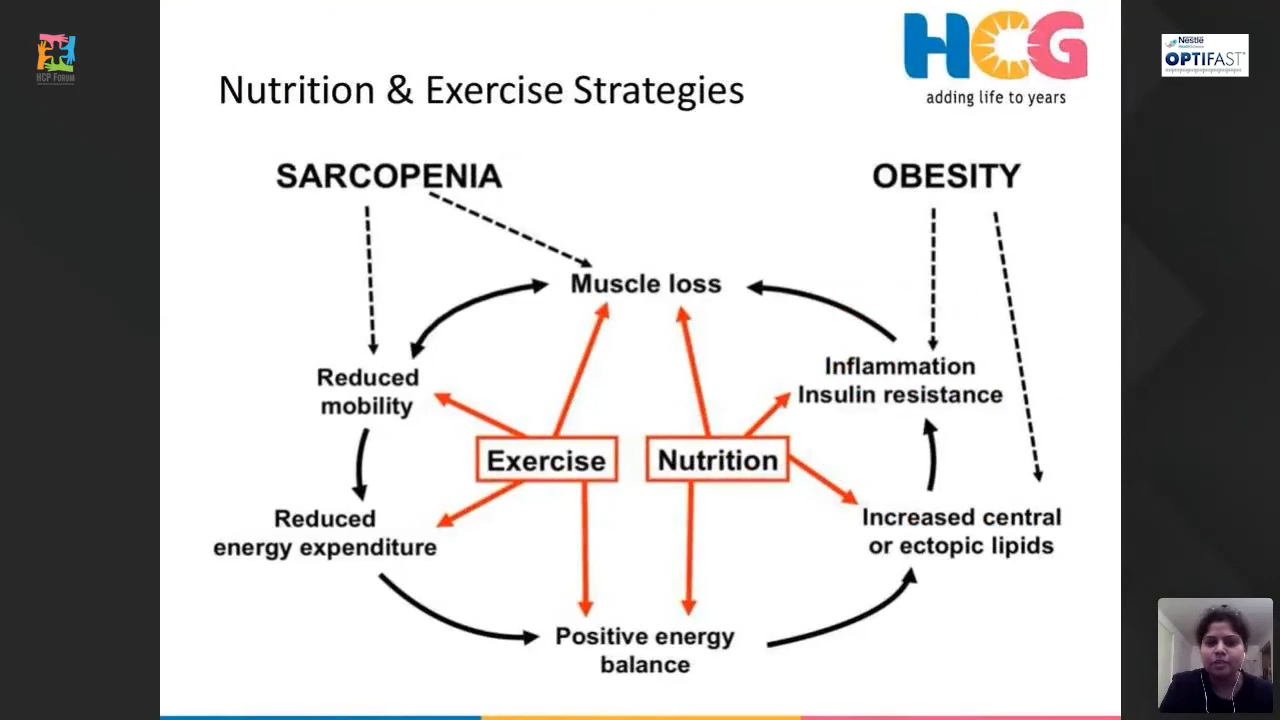 HCP FORUM
Nutrition & Exercise Strategies
HCG
adding life to years
Nestlé
OPTIFAST
SARCOPENIA
OBESITY
Muscle loss
Reduced
mobility
Inflammation
Insulin resistance
Exercise
Nutrition
Reduced
energy expenditure
Increased central
or ectopic lipids
Positive energy
balance